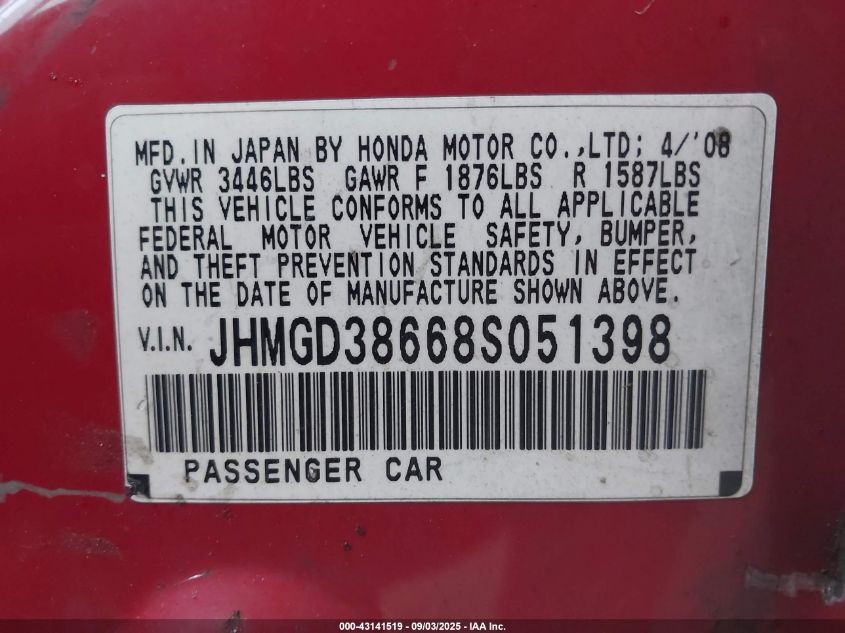 MFD. IN JAPAN BY HONDA MOTOR CO.,LTD; 4/'08
GVWR 3446LBS GAWR F 1876LBS R 1587LBS
THIS VEHICLE CONFORMS TO ALL APPLICABLE
FEDERAL MOTOR VEHICLE SAFETY, BUMPER,
AND THEFT PREVENTION STANDARDS IN EFFECT
ON THE DATE OF MANUFACTURE SHOWN ABOVE.
V.I.N. JHMGD38668S051398
PASSENGER CAR
000-43141519 - 09/03/2025 - IAA Inc.